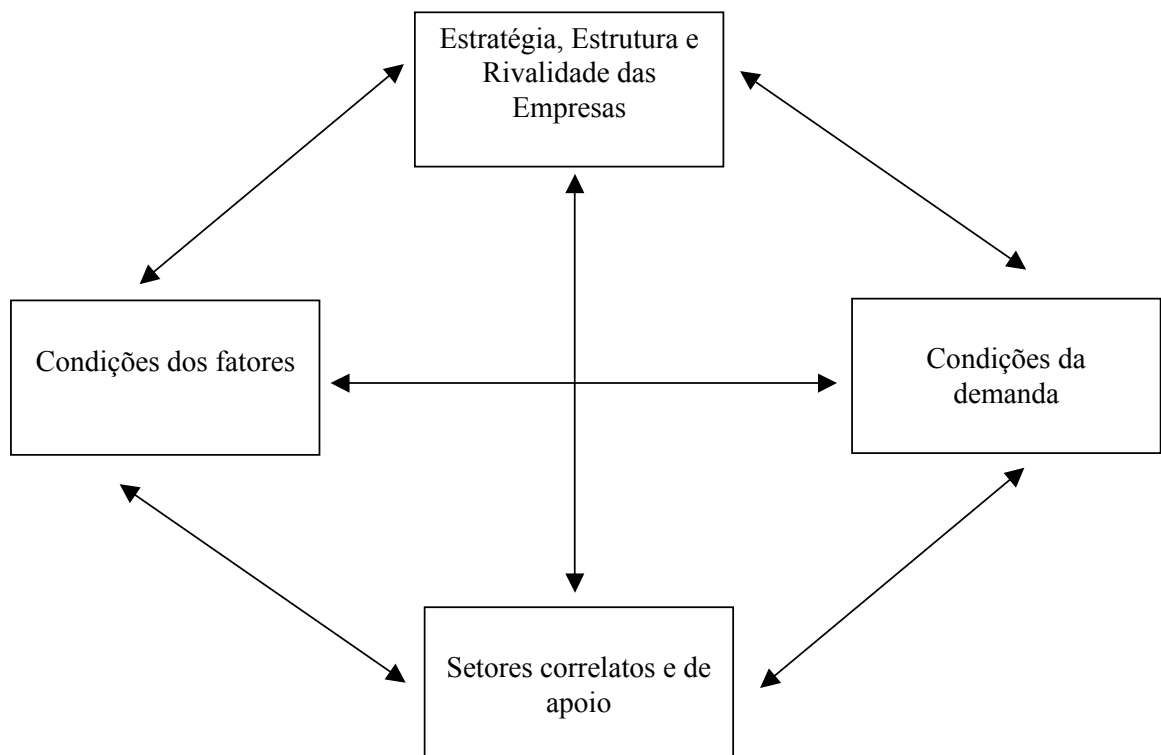 Estratégia, Estrutura e
Rivalidade das
Empresas
Condições dos fatores
Condições da
demanda
Setores correlatos e de
apoio